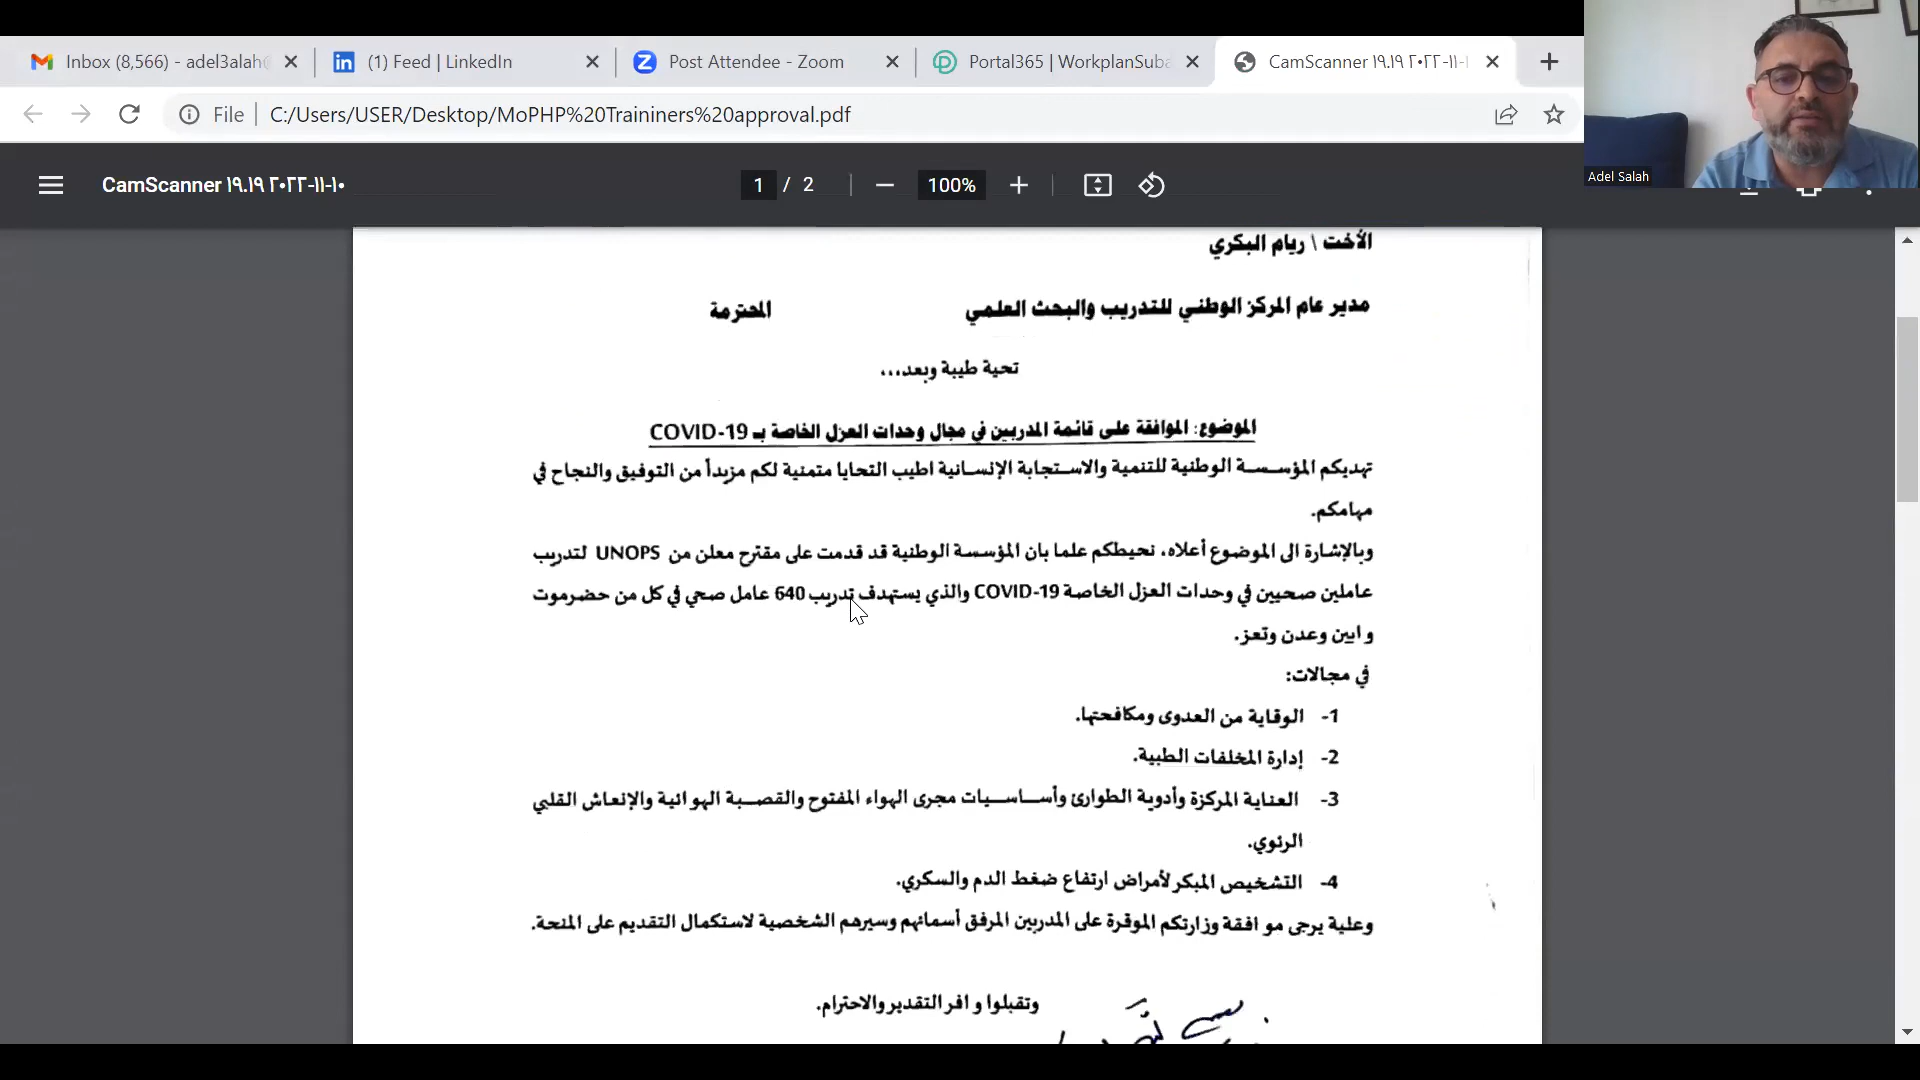 Inbox (8,566) - adel3alah@
(1) Feed | LinkedIn
Post Attendee - Zoom
Portal365 | WorkplanSuba
CamScanner ١٩.١٩ ٢٠٢٢-١١-١
File | C:/Users/USER/Desktop/MoPHP%20Traininers%20approval.pdf
Adel Salah
CamScanner ١٩.١٩ ٢٠٢٢-١١-١٠
1 / 2
100%
الأخت \ ريام البكري
مدير عام المركز الوطني للتدريب والبحث العلمي المحترمة
تحية طيبة وبعد...
الموضوع: الموافقة على قائمة المدربين في مجال وحدات العزل الخاصة بـ COVID-19
تهديكم المؤسسة الوطنية للتنمية والاستجابة الإنسانية اطيب التحايا متمنية لكم مزيداً من التوفيق والنجاح في
مهامكم.
وبالإشارة الى الموضوع أعلاه، نحيطكم علما بان المؤسسة الوطنية قد قدمت على مقترح معلن من UNOPS لتدريب
عاملين صحيين في وحدات العزل الخاصة COVID-19 والذي يستهدف تدريب 640 عامل صحي في كل من حضرموت
وابين وعدن وتعز.
في مجالات:
1- الوقاية من العدوى ومكافحتها.
2- إدارة المخلفات الطبية.
3- العناية المركزة وأدوية الطوارئ وأساسيات مجرى الهواء المفتوح والقصبة الهوائية والإنعاش القلبي
الرئوي.
4- التشخيص المبكر لأمراض ارتفاع ضغط الدم والسكري.
وعلية يرجى موافقة وزارتكم الموقرة على المدربين المرفق أسمائهم وسيرهم الشخصية لاستكمال التقديم على المنحة.
وتقبلوا وافر التقدير والاحترام.